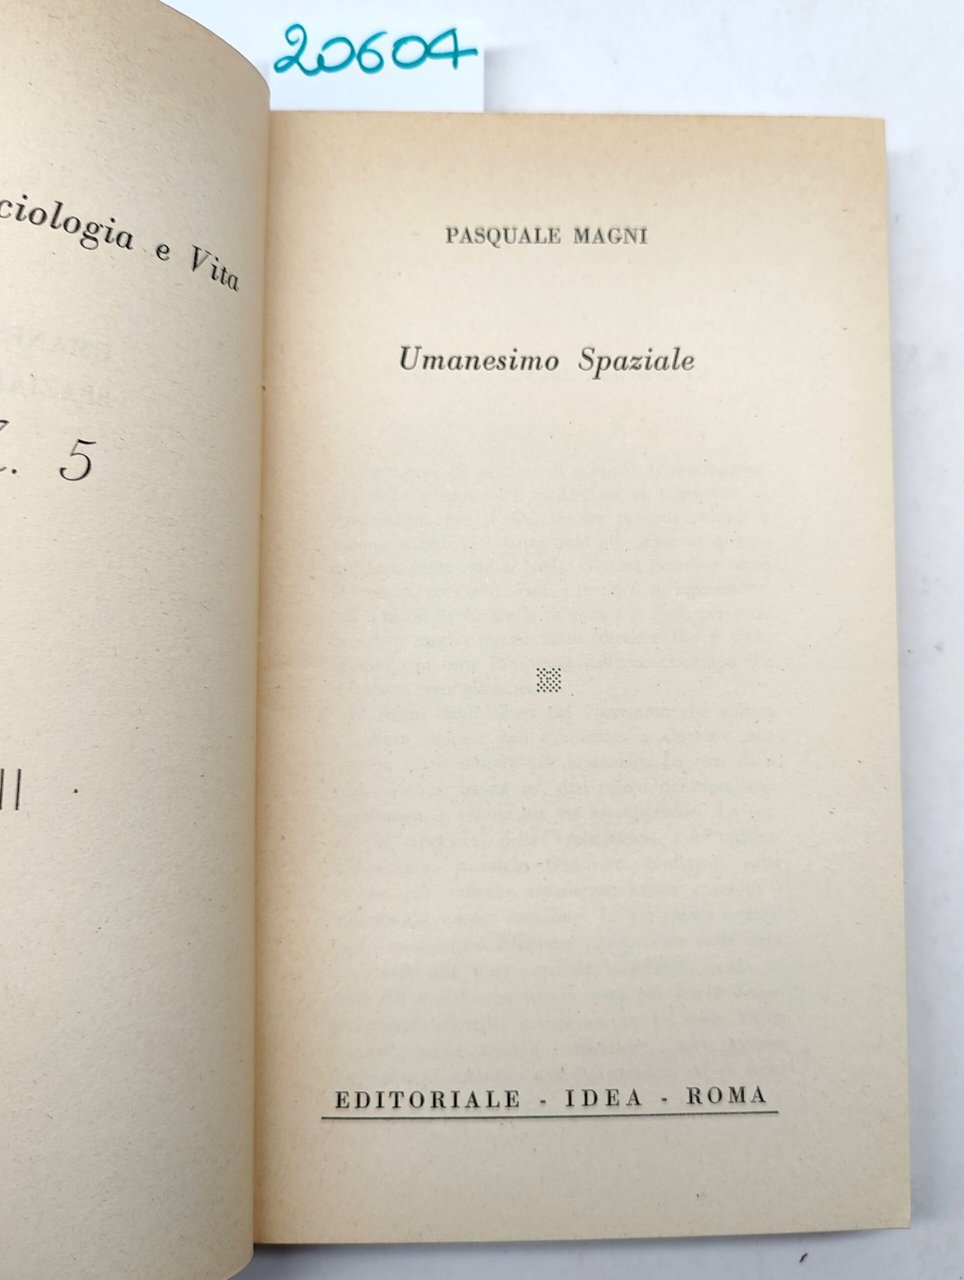 20604
ciologia e Vita
. 5
PASQUALE MAGNI
Umanesimo Spaziale
EDITORIALE - IDEA - ROMA